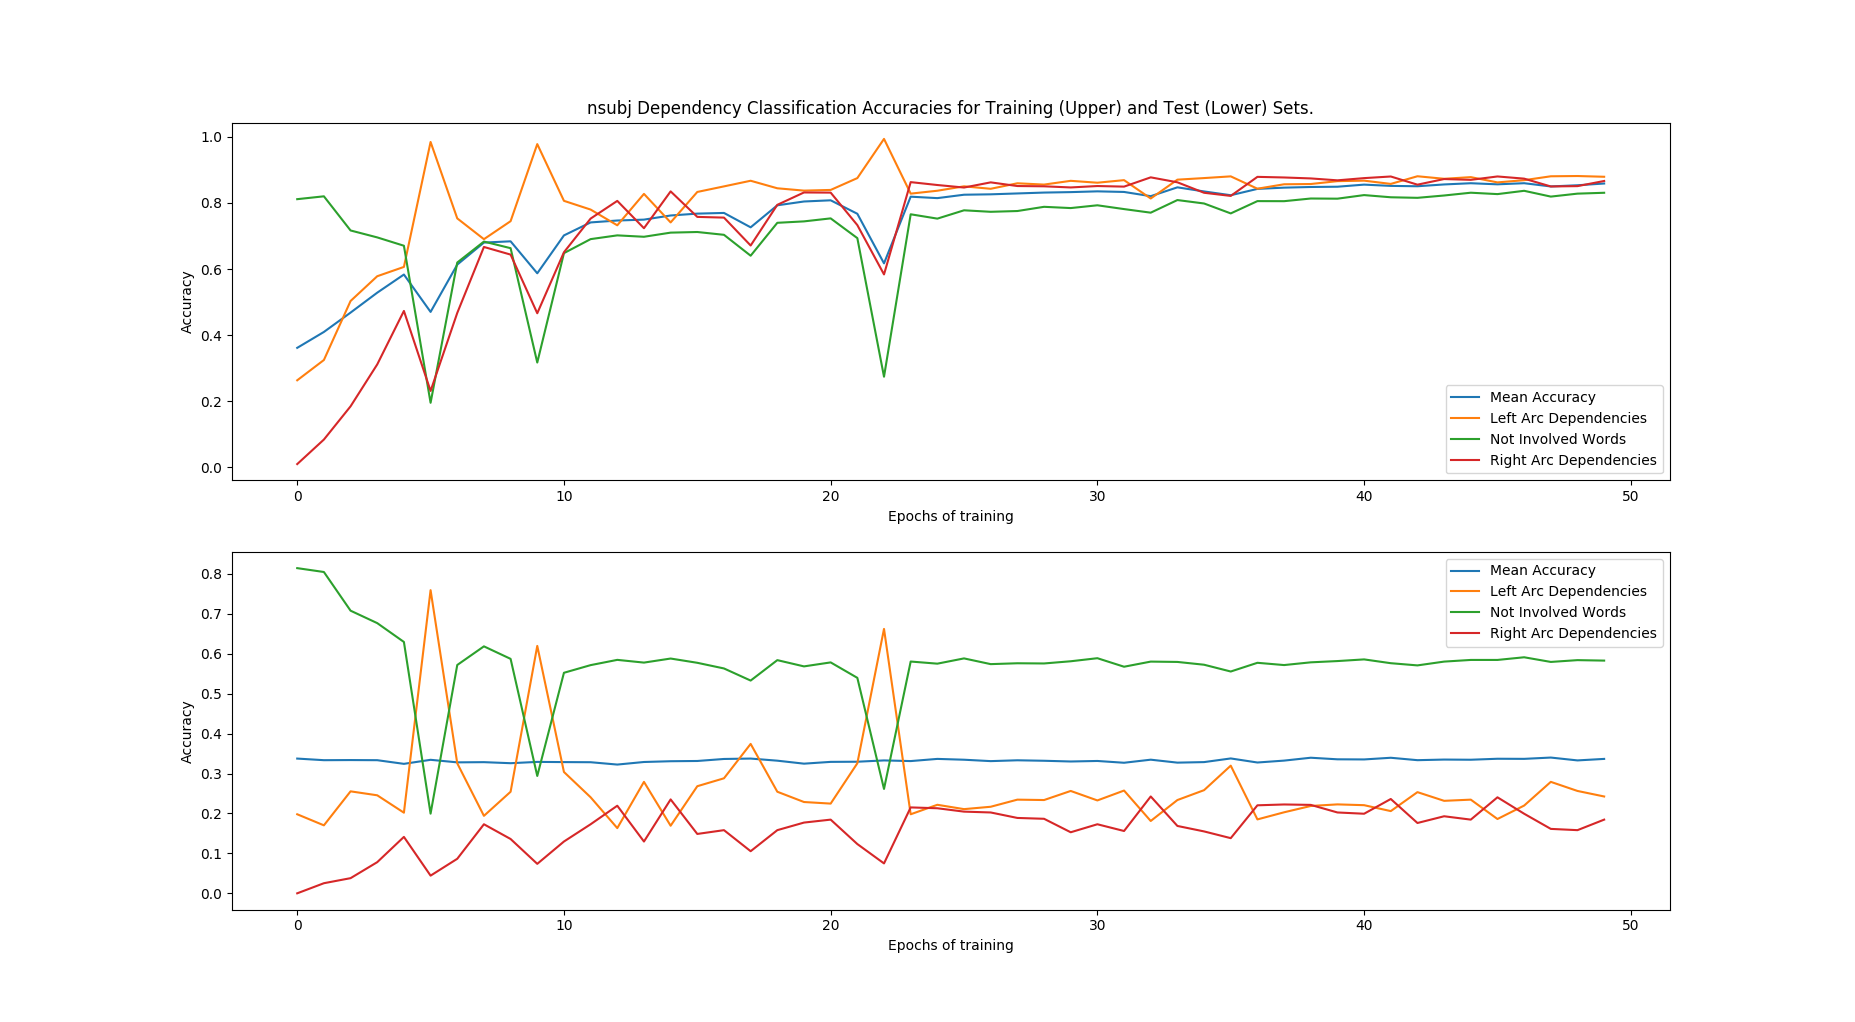 nsubj Dependency Classification Accuracies for Training (Upper) and Test (Lower) Sets.
1.0
0.8
0.6
0.4
0.2
0.0
Accuracy
Mean Accuracy
Left Arc Dependencies
Not Involved Words
Right Arc Dependencies
0 10 20 30 40 50
Epochs of training
0.8
0.7
0.6
0.5
0.4
0.3
0.2
0.1
0.0
Accuracy
Mean Accuracy
Left Arc Dependencies
Not Involved Words
Right Arc Dependencies
0 10 20 30 40 50
Epochs of training